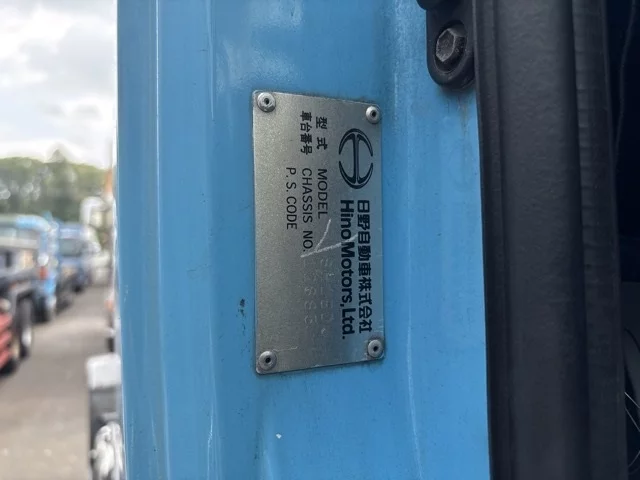 日野自動車株式会社
Hino Motors, Ltd.
型式 MODEL
車台番号 CHASSIS NO.
P. S. CODE